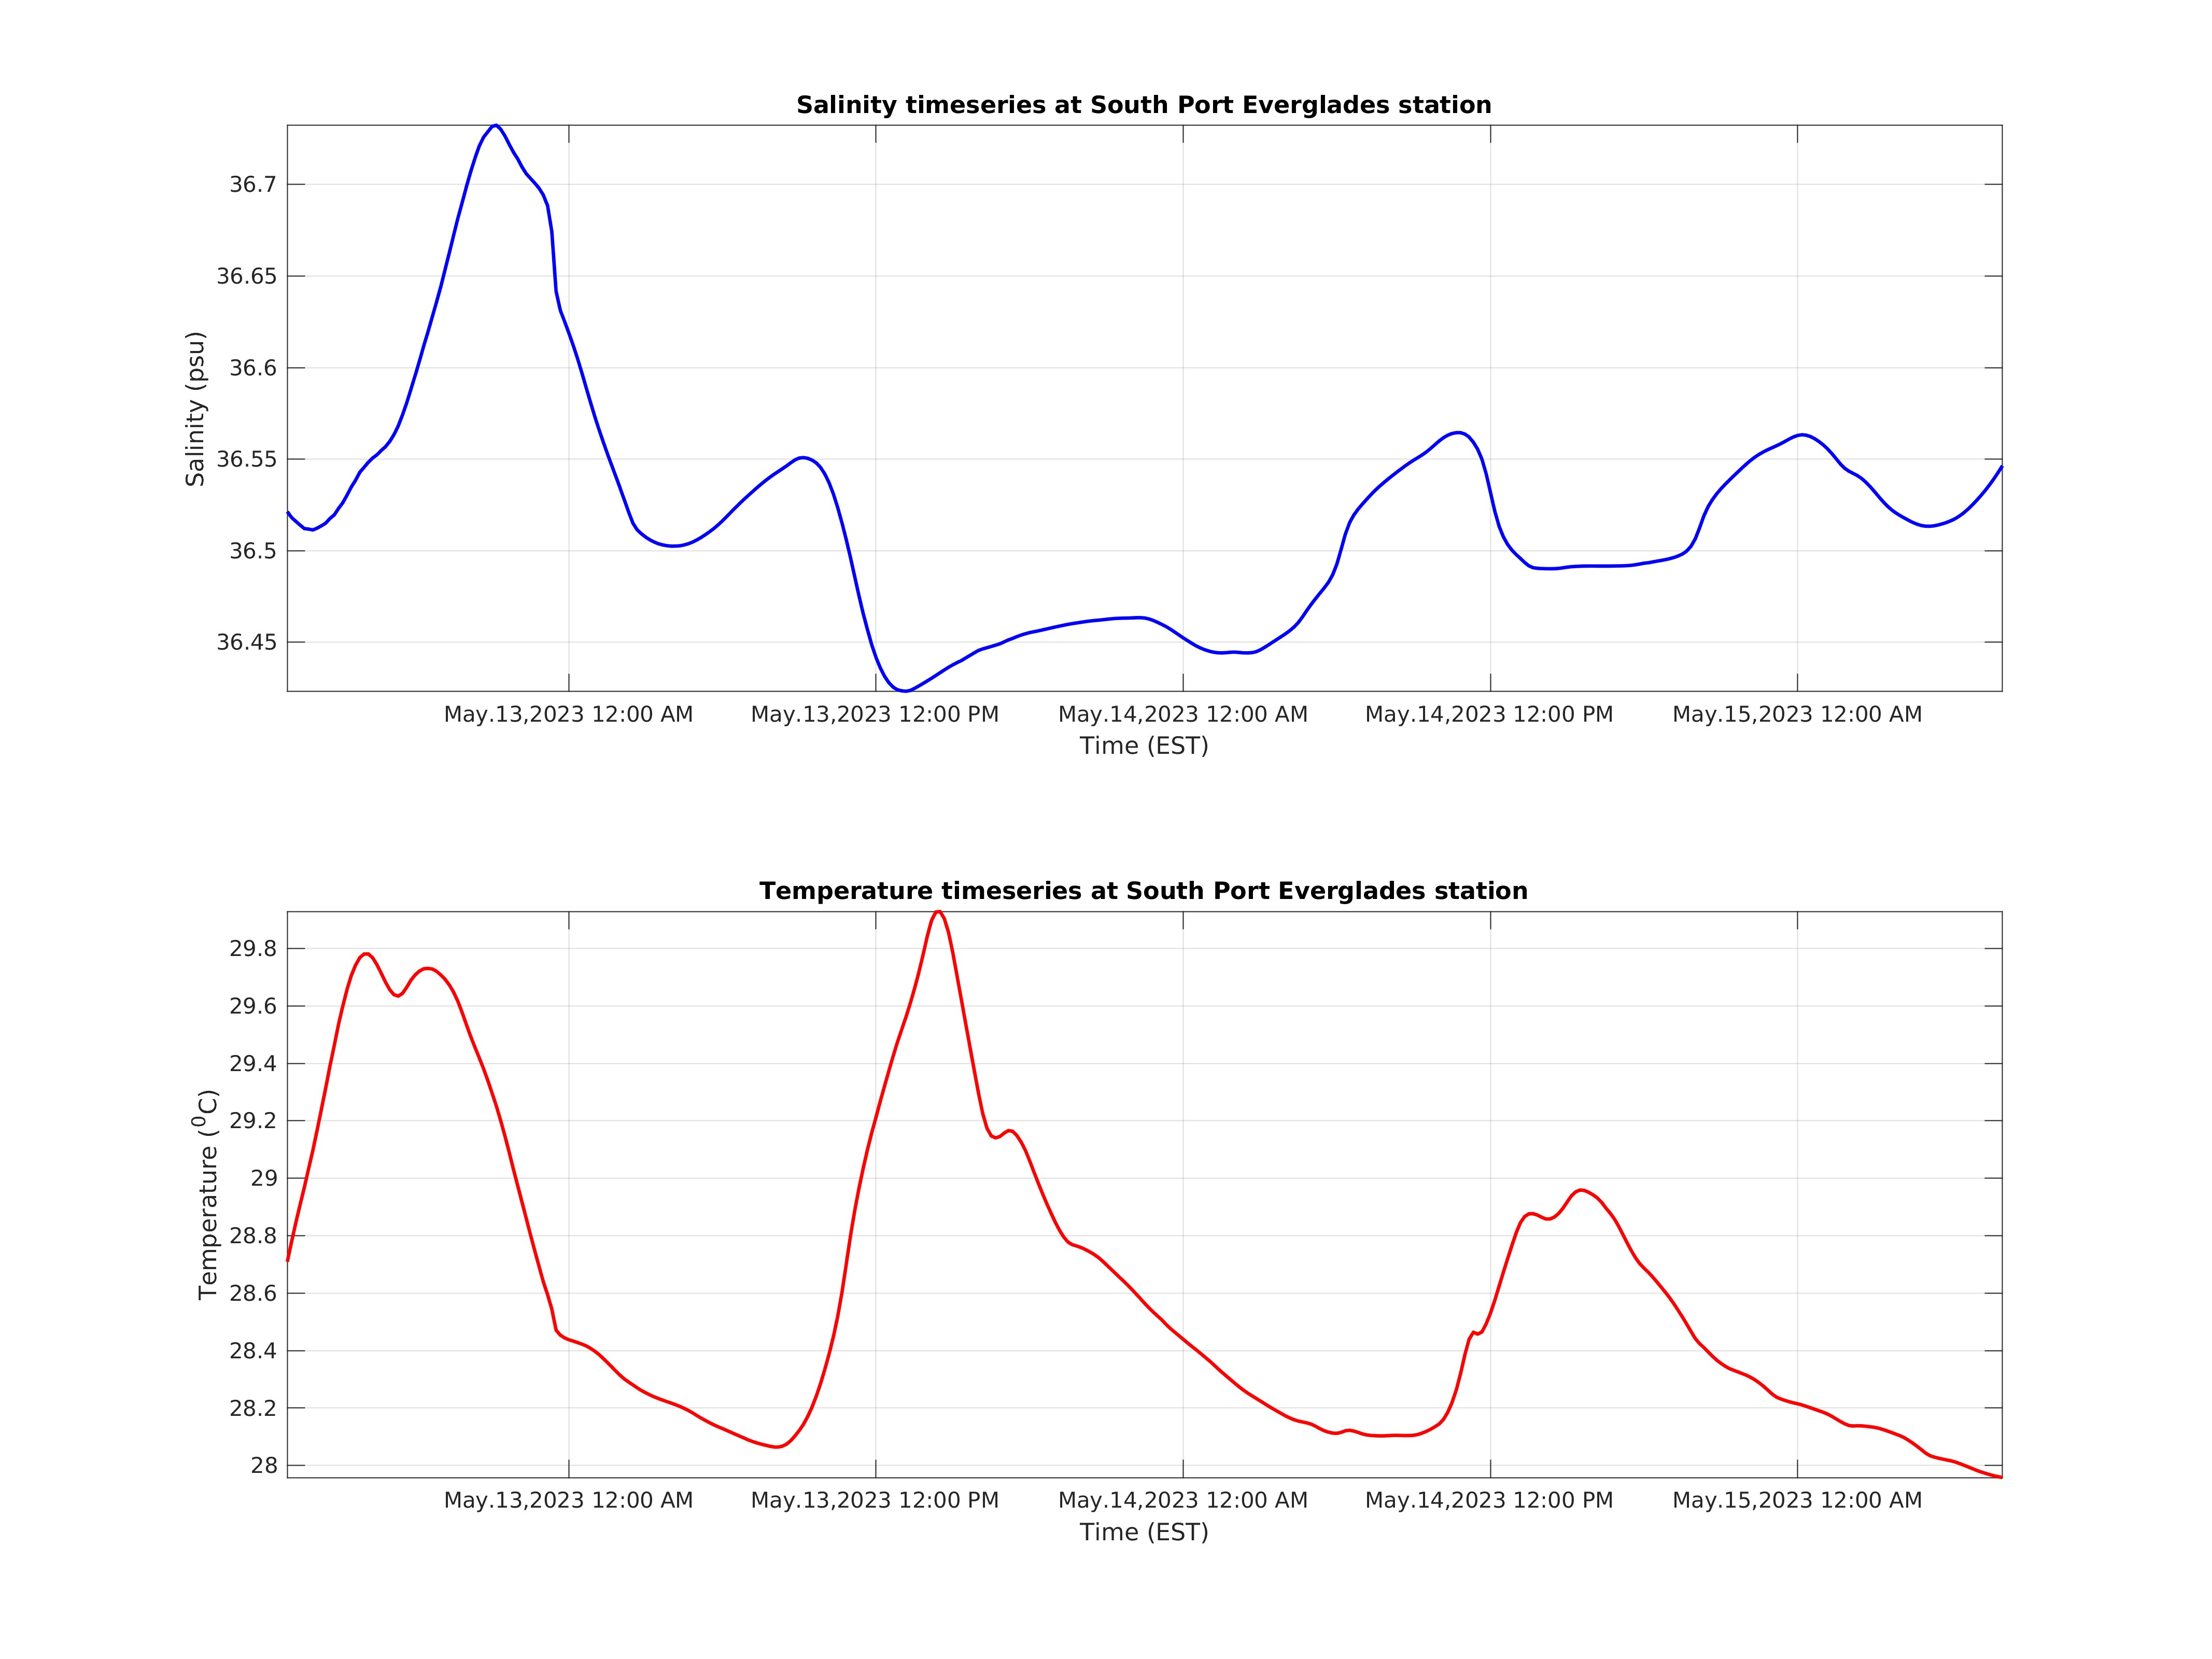 Salinity timeseries at South Port Everglades station
36.7
36.65
36.6
36.55
36.5
36.45
Salinity (psu)
May.13,2023 12:00 AM May.13,2023 12:00 PM May.14,2023 12:00 AM May.14,2023 12:00 PM May.15,2023 12:00 AM
Time (EST)
Temperature timeseries at South Port Everglades station
29.8
29.6
29.4
29.2
29
28.8
28.6
28.4
28.2
28
Temperature (⁰C)
May.13,2023 12:00 AM May.13,2023 12:00 PM May.14,2023 12:00 AM May.14,2023 12:00 PM May.15,2023 12:00 AM
Time (EST)